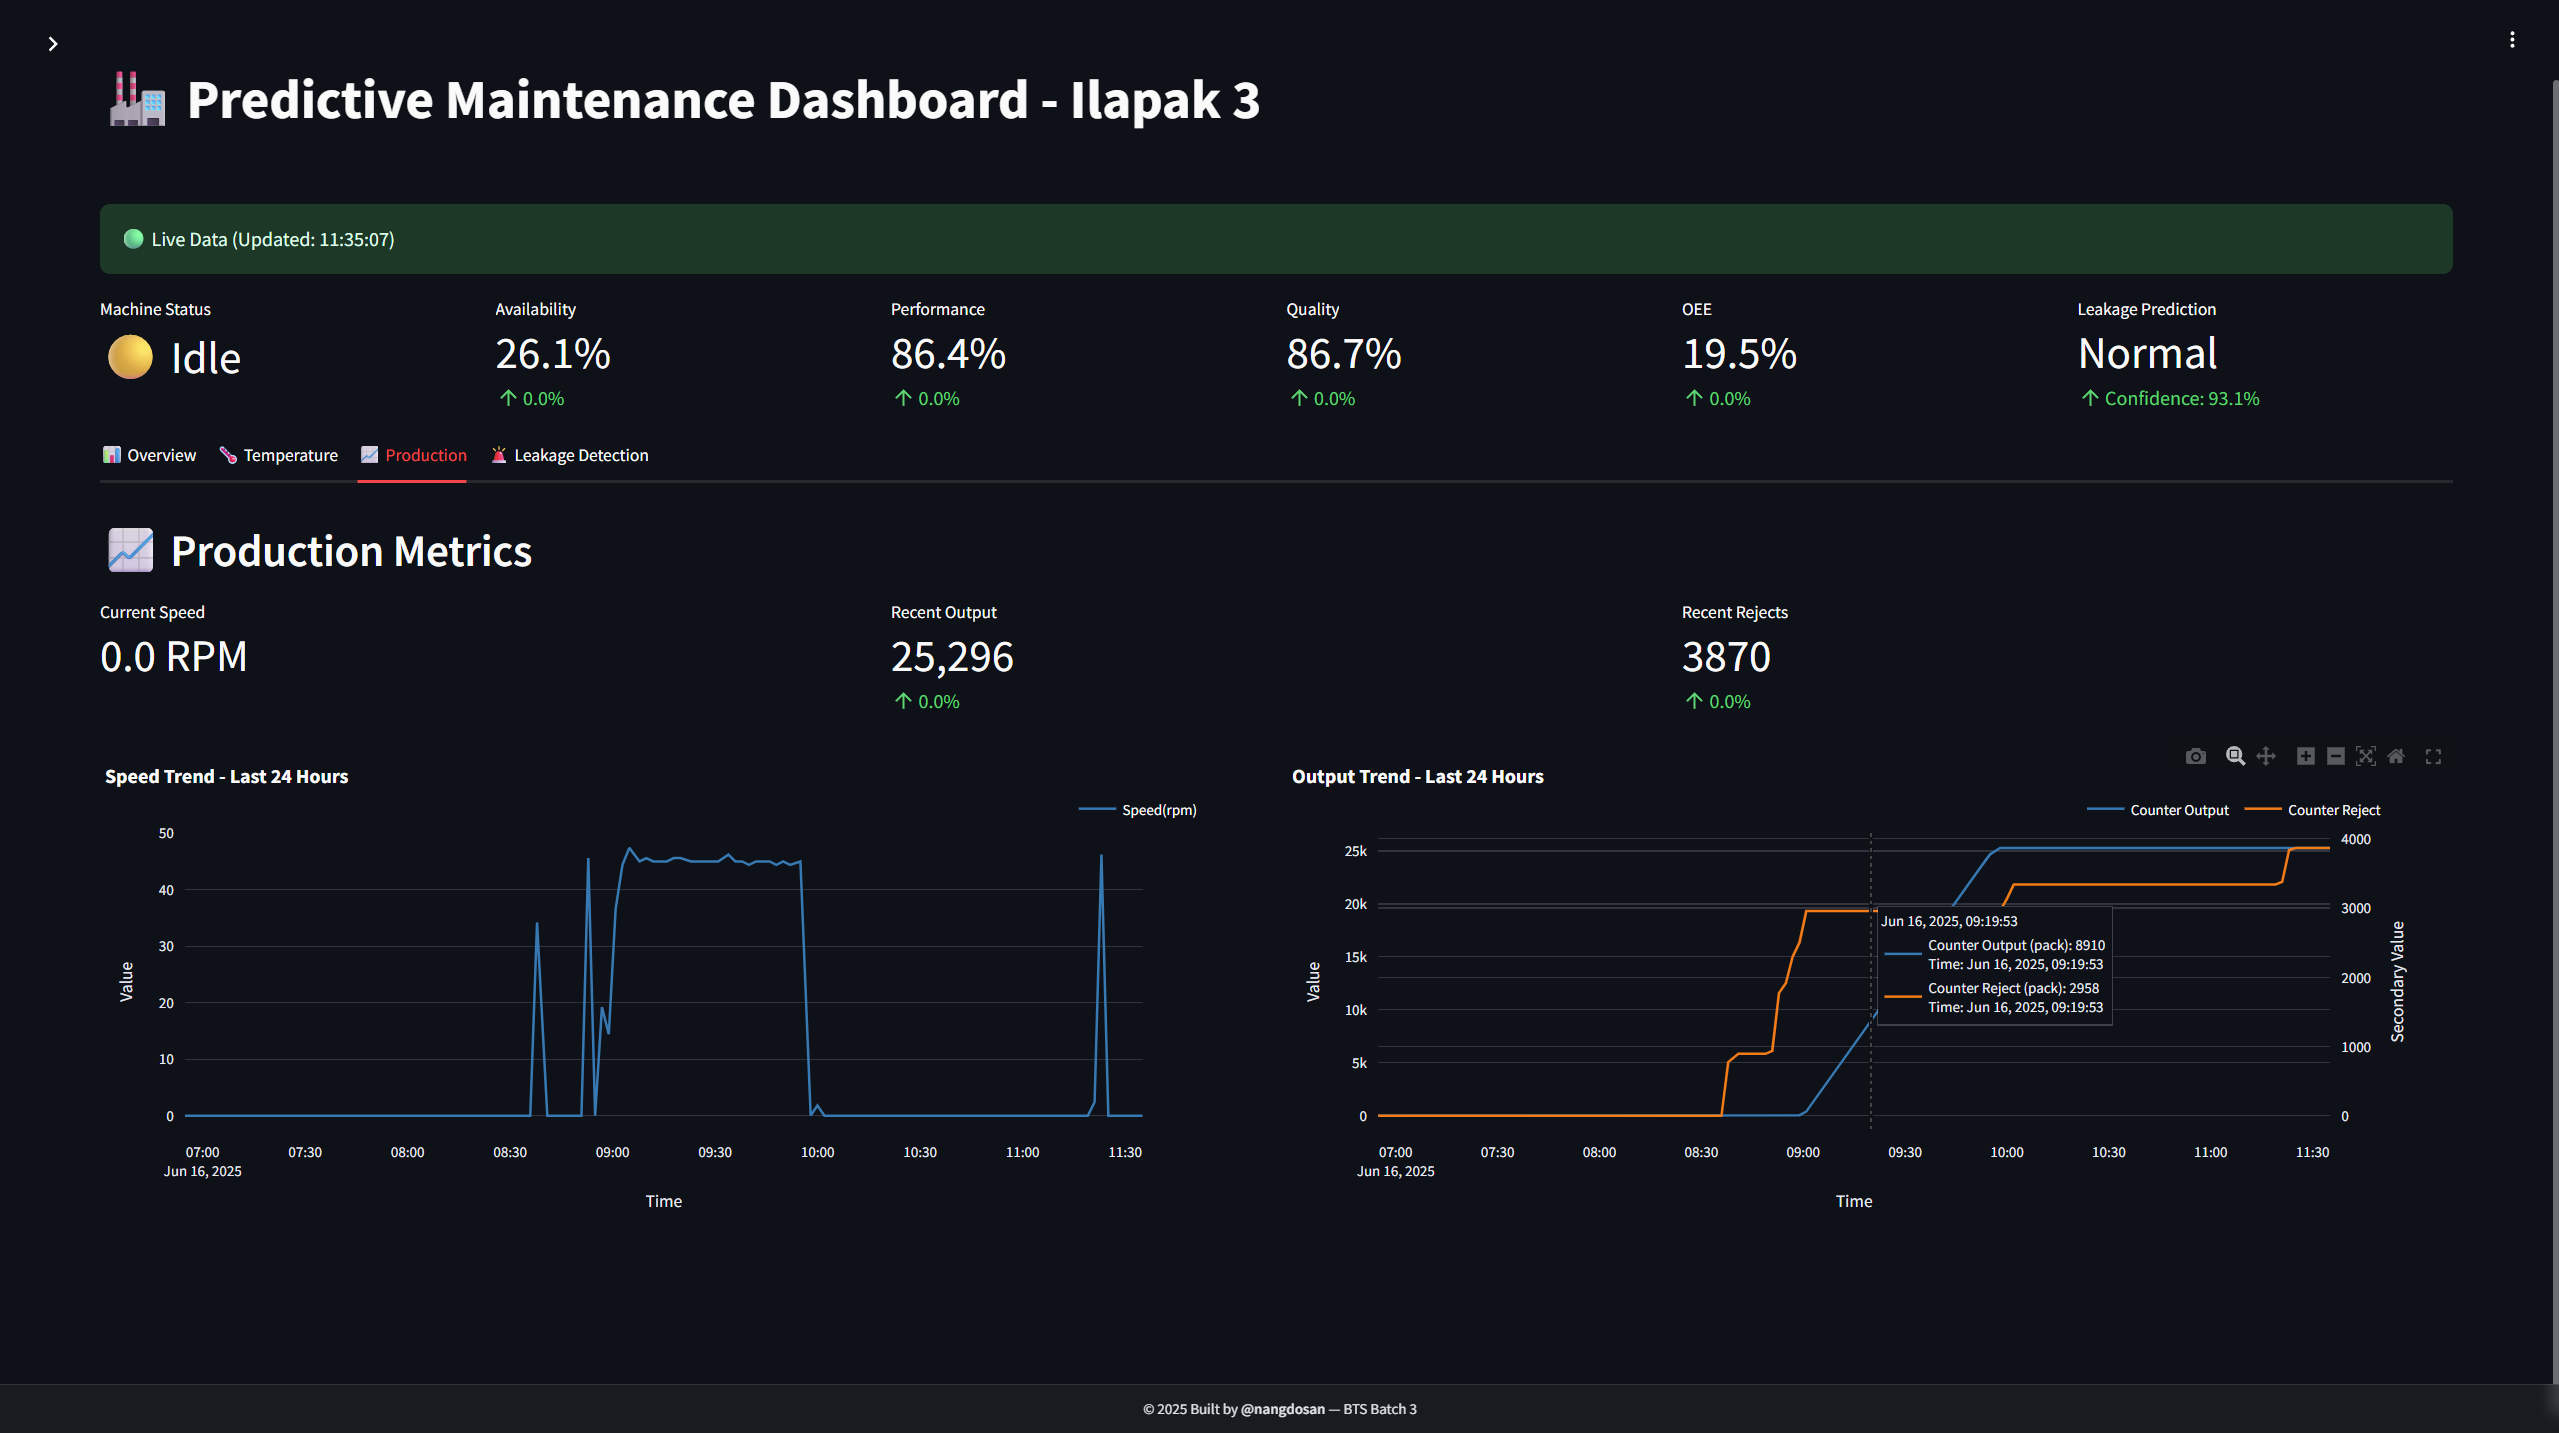 Predictive Maintenance Dashboard - Ilapak 3
Live Data (Updated: 11:35:07)
Machine Status
Idle
Availability
26.1%
0.0%
Performance
86.4%
0.0%
Quality
86.7%
0.0%
OEE
19.5%
0.0%
Leakage Prediction
Normal
Confidence: 93.1%
Overview
Temperature
Production
Leakage Detection
Production Metrics
Current Speed
0.0 RPM
Recent Output
25,296
0.0%
Recent Rejects
3870
0.0%
Speed Trend - Last 24 Hours
Speed(rpm)
50
40
30
20
10
0
Value
07:00
07:30
08:00
08:30
09:00
09:30
10:00
10:30
11:00
11:30
Jun 16, 2025
Time
Output Trend - Last 24 Hours
Counter Output
Counter Reject
25k
20k
15k
10k
5k
0
Value
4000
3000
2000
1000
0
Secondary Value
Jun 16, 2025, 09:19:53
Counter Output (pack): 8910
Time: Jun 16, 2025, 09:19:53
Counter Reject (pack): 2958
Time: Jun 16, 2025, 09:19:53
07:00
07:30
08:00
08:30
09:00
09:30
10:00
10:30
11:00
11:30
Jun 16, 2025
Time
© 2025 Built by @nangdosan — BTS Batch 3